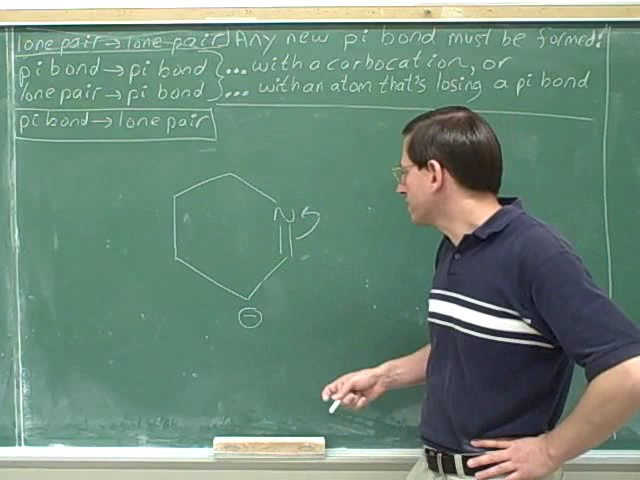 lone pair → lone pair Any new pi bond must be formed:
pi bond → pi bond } ... with a carbocation, or
lone pair → pi bond } ... with an atom that's losing a pi bond
pi bond → lone pair
N
−